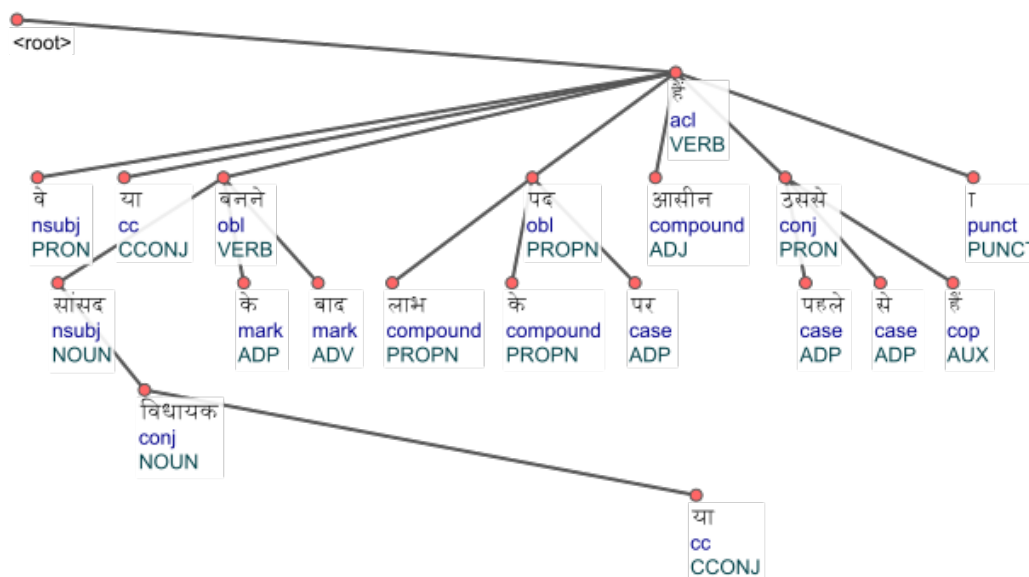 <root>
हैं
acl
VERB
वे या बनने पद आसीन उससे ा
nsubj cc obl obl compound conj punct
PRON CCONJ VERB PROPN ADJ PRON PUNCT
सांसद के बाद लाभ के पर पहले से हैं
nsubj mark mark compound compound case case case cop
NOUN ADP ADV PROPN PROPN ADP ADP ADP AUX
विधायक
conj
NOUN
या
cc
CCONJ